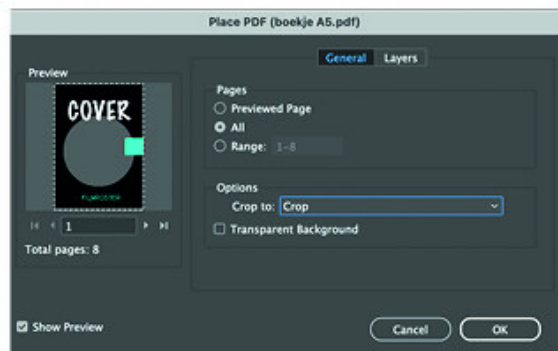 Place PDF (boekje A5.pdf)
General Layers
Preview
COVER
1
Total pages: 8
Pages
Previewed Page
All
Range: 1-8
Options
Crop to: Crop
Transparent Background
Show Preview
Cancel OK